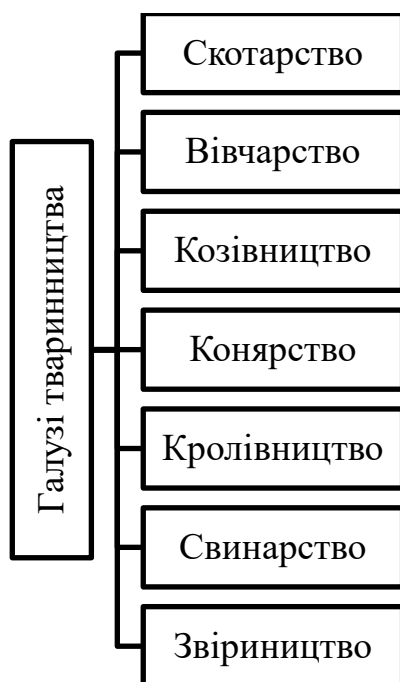 Галузі тваринництва
Скотарство
Вівчарство
Козівництво
Конярство
Кролівництво
Свинарство
Звіриництво